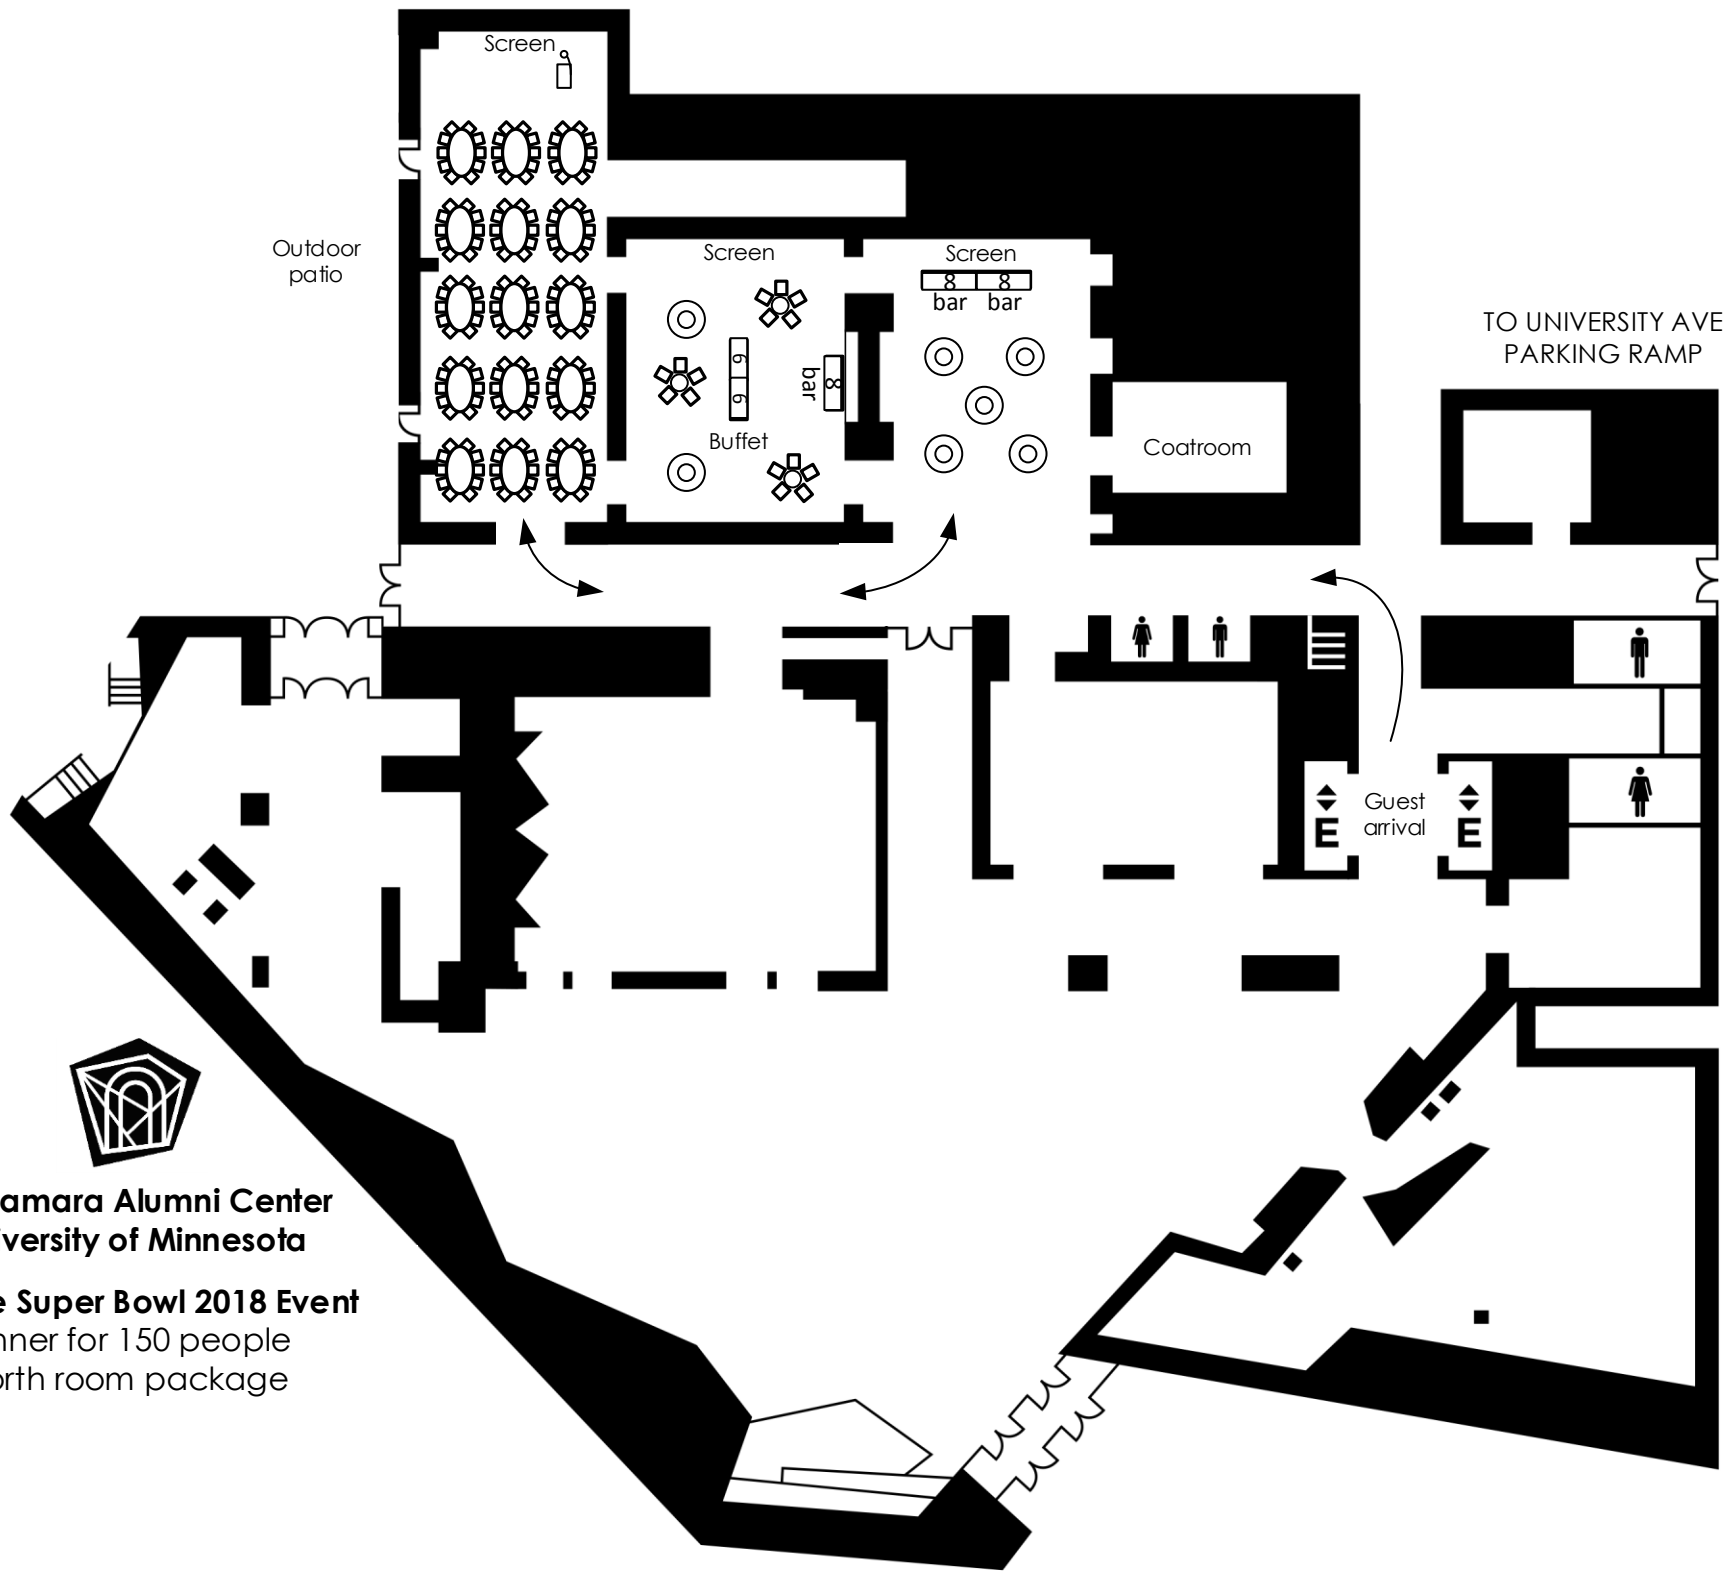 Screen
Outdoor
patio
Screen
Screen
8 8
bar bar
TO UNIVERSITY AVE
PARKING RAMP
6
6
8
bar
Buffet
Coatroom
Guest
arrival
E
E
amara Alumni Center
versity of Minnesota
e Super Bowl 2018 Event
nner for 150 people
orth room package